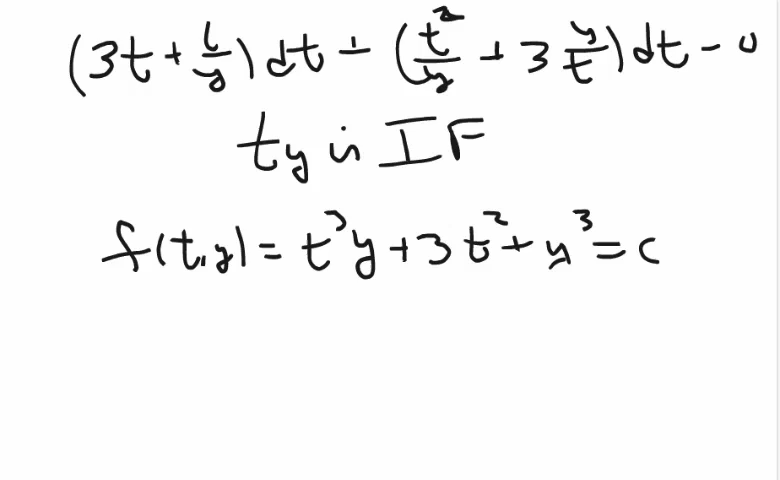 (3t + 6/y) dt + (t²/y + 3 y/t) dt - 0
ty is IF
f(t,y) = t³y + 3t² + y³ = c